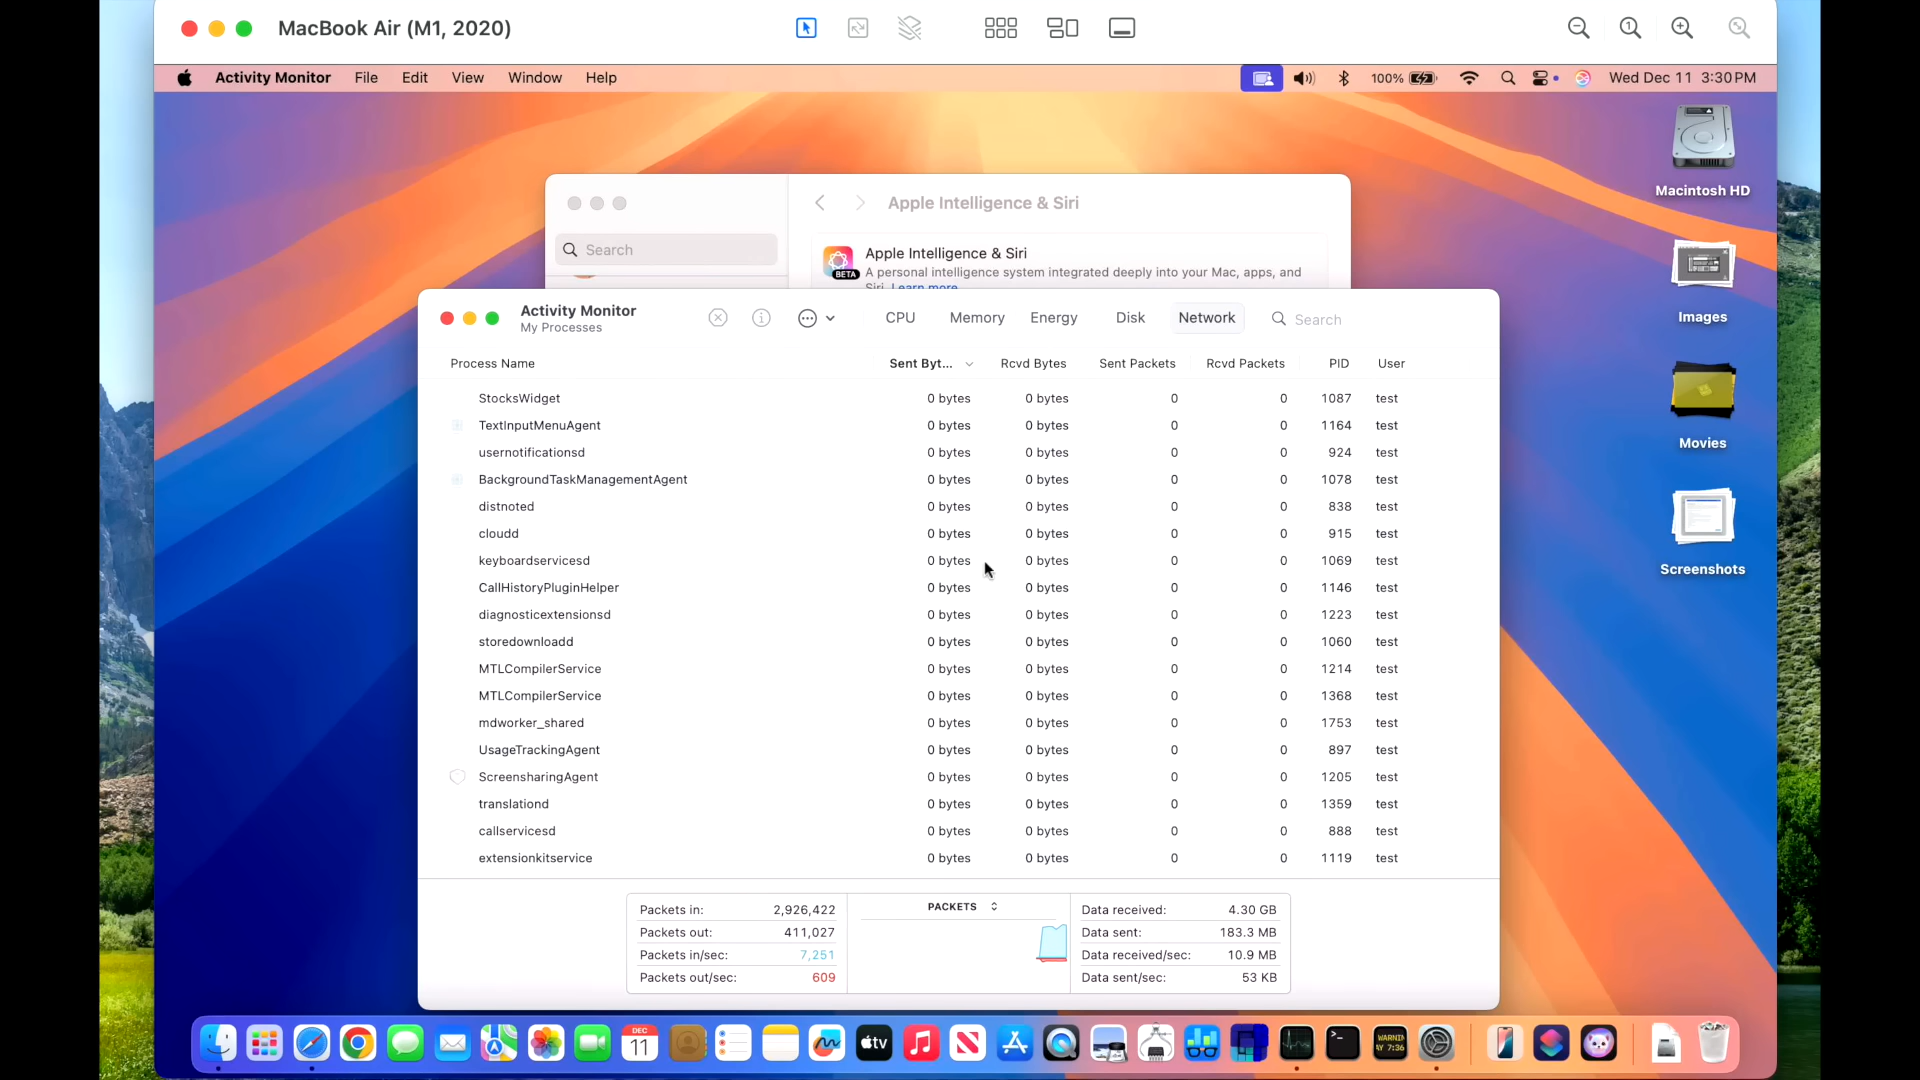 MacBook Air (M1, 2020)
Activity Monitor File Edit View Window Help 100% Wed Dec 11 3:30 PM
Macintosh HD
Images
Movies
Screenshots
Apple Intelligence & Siri
Search
BETA
Apple Intelligence & Siri
A personal intelligence system integrated deeply into your Mac, apps, and
Siri. Learn more
Activity Monitor
My Processes
CPU Memory Energy Disk Network Search
Process Name Sent Byt... Rcvd Bytes Sent Packets Rcvd Packets PID User
StocksWidget 0 bytes 0 bytes 0 0 1087 test
TextInputMenuAgent 0 bytes 0 bytes 0 0 1164 test
usernotificationsd 0 bytes 0 bytes 0 0 924 test
BackgroundTaskManagementAgent 0 bytes 0 bytes 0 0 1078 test
distnoted 0 bytes 0 bytes 0 0 838 test
cloudd 0 bytes 0 bytes 0 0 915 test
keyboardservicesd 0 bytes 0 bytes 0 0 1069 test
CallHistoryPluginHelper 0 bytes 0 bytes 0 0 1146 test
diagnosticextensionsd 0 bytes 0 bytes 0 0 1223 test
storedownloadd 0 bytes 0 bytes 0 0 1060 test
MTLCompilerService 0 bytes 0 bytes 0 0 1214 test
MTLCompilerService 0 bytes 0 bytes 0 0 1368 test
mdworker_shared 0 bytes 0 bytes 0 0 1753 test
UsageTrackingAgent 0 bytes 0 bytes 0 0 897 test
ScreensharingAgent 0 bytes 0 bytes 0 0 1205 test
translationd 0 bytes 0 bytes 0 0 1359 test
callservicesd 0 bytes 0 bytes 0 0 888 test
extensionkitservice 0 bytes 0 bytes 0 0 1119 test
Packets in: 2,926,422
Packets out: 411,027
Packets in/sec: 7,251
Packets out/sec: 609
PACKETS
Data received: 4.30 GB
Data sent: 183.3 MB
Data received/sec: 10.9 MB
Data sent/sec: 53 KB
DEC
11
tv
WARNIN
AY 7:36